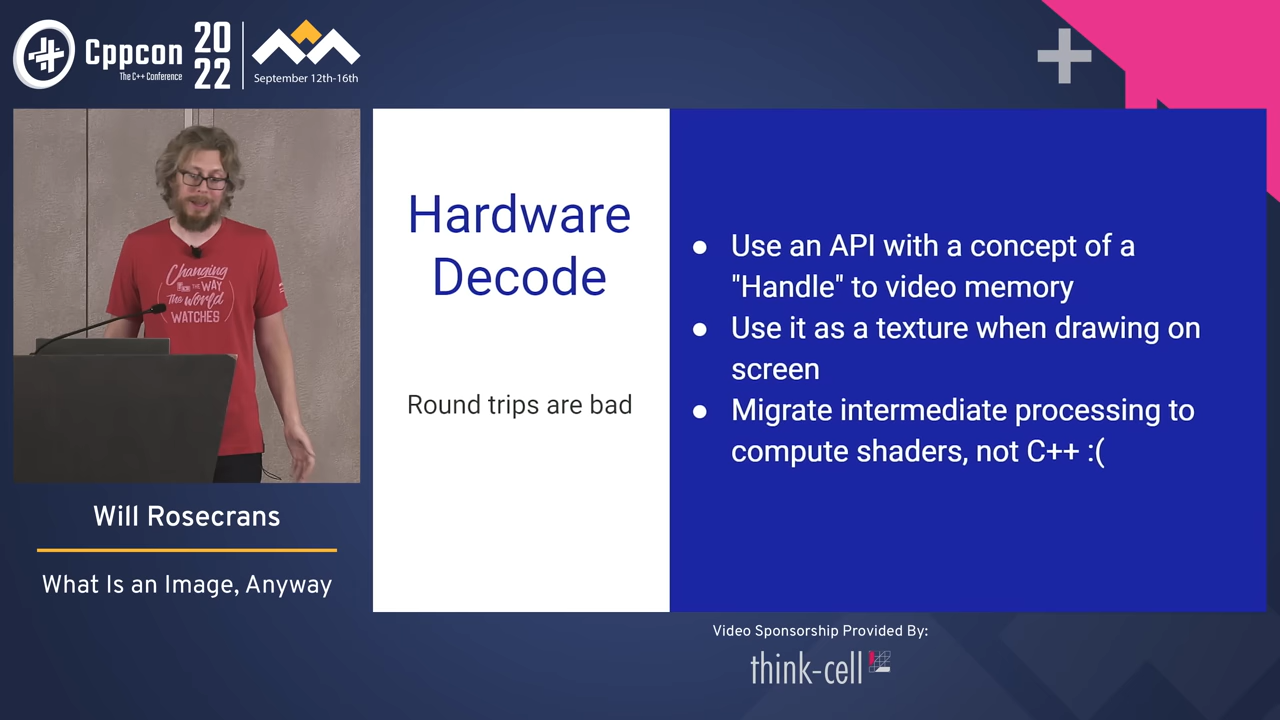 Cppcon
The C++ Conference
20
22
September 12th-16th
Changing
THE WAY
The world
WATCHES
Will Rosecrans
What Is an Image, Anyway
Hardware
Decode
Round trips are bad
● Use an API with a concept of a
"Handle" to video memory
● Use it as a texture when drawing on
screen
● Migrate intermediate processing to
compute shaders, not C++ :(
Video Sponsorship Provided By:
think-cell